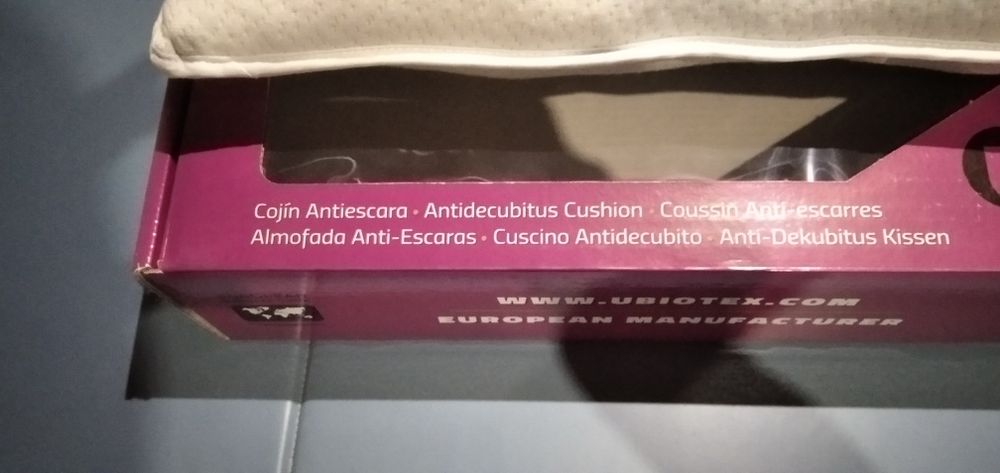 Cojín Antiescara • Antidecubitus Cushion • Coussin Anti-escarres
Almofada Anti-Escaras • Cuscino Antidecubito • Anti-Dekubitus Kissen
WWW.UBIOTEX.COM
EUROPEAN MANUFACTURER